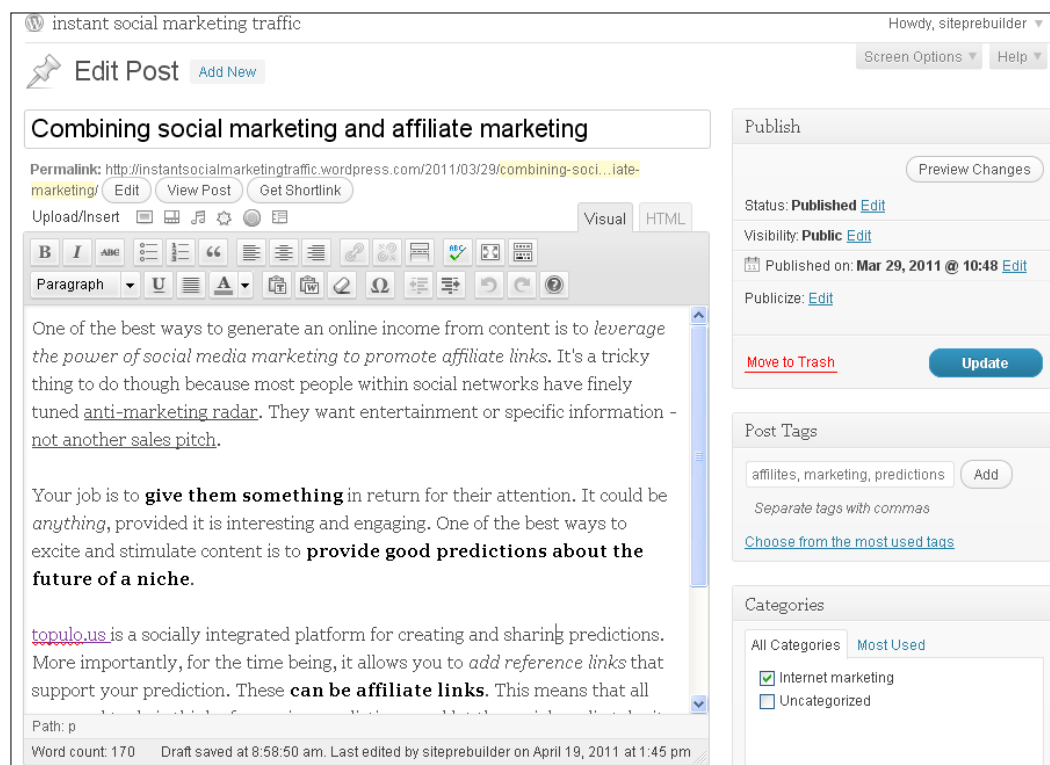 instant social marketing traffic
Howdy, siteprebuilder
Screen Options
Help
Edit Post
Add New
Combining social marketing and affiliate marketing
Permalink: http://instantsocialmarketingtraffic.wordpress.com/2011/03/29/combining-soci...iate-
marketing/ Edit View Post Get Shortlink
Upload/Insert
Visual HTML
B I ABC
ABC
Paragraph U A T W Ω ?
One of the best ways to generate an online income from content is to leverage
the power of social media marketing to promote affiliate links. It's a tricky
thing to do though because most people within social networks have finely
tuned anti-marketing radar. They want entertainment or specific information -
not another sales pitch.
Your job is to give them something in return for their attention. It could be
anything, provided it is interesting and engaging. One of the best ways to
excite and stimulate content is to provide good predictions about the
future of a niche.
topulo.us is a socially integrated platform for creating and sharing predictions.
More importantly, for the time being, it allows you to add reference links that
support your prediction. These can be affiliate links. This means that all
Path: p
Word count: 170 Draft saved at 8:58:50 am. Last edited by siteprebuilder on April 19, 2011 at 1:45 pm
Publish
Preview Changes
Status: Published Edit
Visibility: Public Edit
Published on: Mar 29, 2011 @ 10:48 Edit
Publicize: Edit
Move to Trash
Update
Post Tags
affilites, marketing, predictions Add
Separate tags with commas
Choose from the most used tags
Categories
All Categories Most Used
Internet marketing
Uncategorized